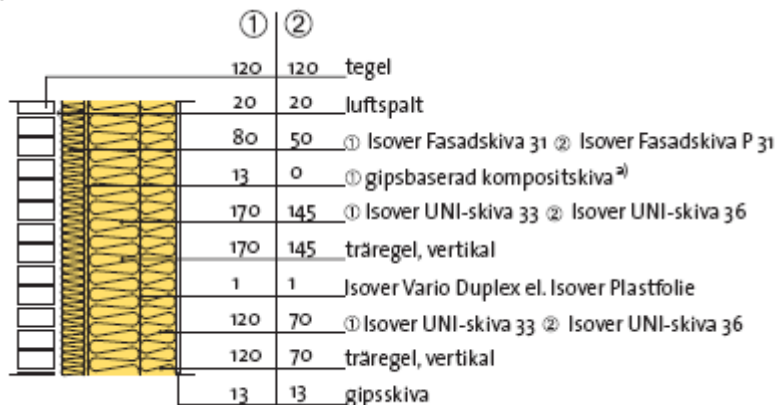 ① ②
120 120 tegel
20 20 luftspalt
80 50 ① Isover Fasadskiva 31 ② Isover Fasadskiva P 31
13 0 ① gipsbaserad kompositskiva a)
170 145 ① Isover UNI-skiva 33 ② Isover UNI-skiva 36
170 145 träregel, vertikal
1 1 Isover Vario Duplex el. Isover Plastfolie
120 70 ① Isover UNI-skiva 33 ② Isover UNI-skiva 36
120 70 träregel, vertikal
13 13 gipsskiva